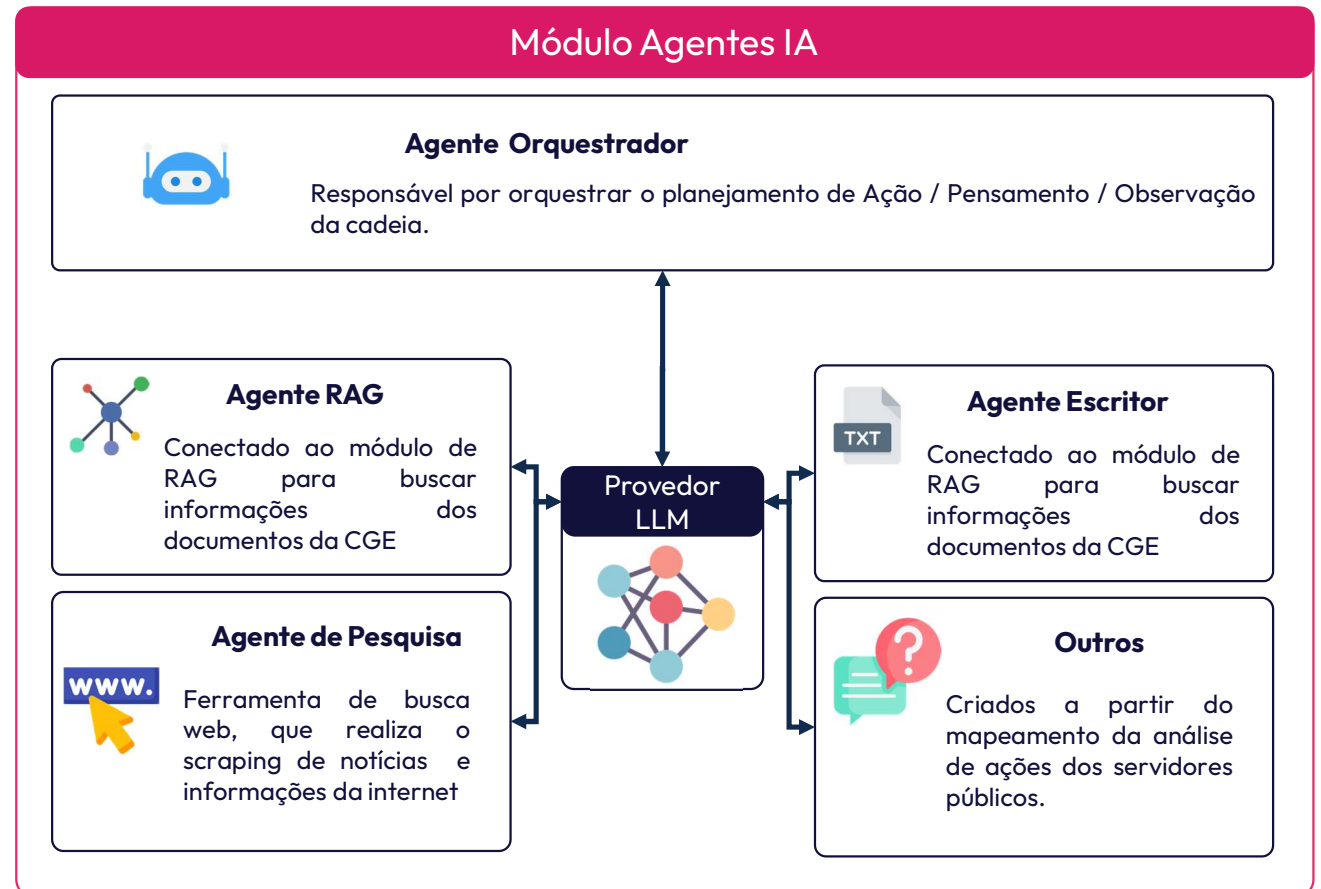 Módulo Agentes IA
Agente Orquestrador
Responsável por orquestrar o planejamento de Ação / Pensamento / Observação
da cadeia.
Agente RAG
Conectado ao módulo de
RAG para buscar
informações dos
documentos da CGE
Agente Escritor
TXT
Conectado ao módulo de
RAG para buscar
informações dos
documentos da CGE
Provedor
LLM
Agente de Pesquisa
www.
Ferramenta de busca
web, que realiza o
scraping de notícias e
informações da internet
Outros
?
Criados a partir do
mapeamento da análise
de ações dos servidores
públicos.